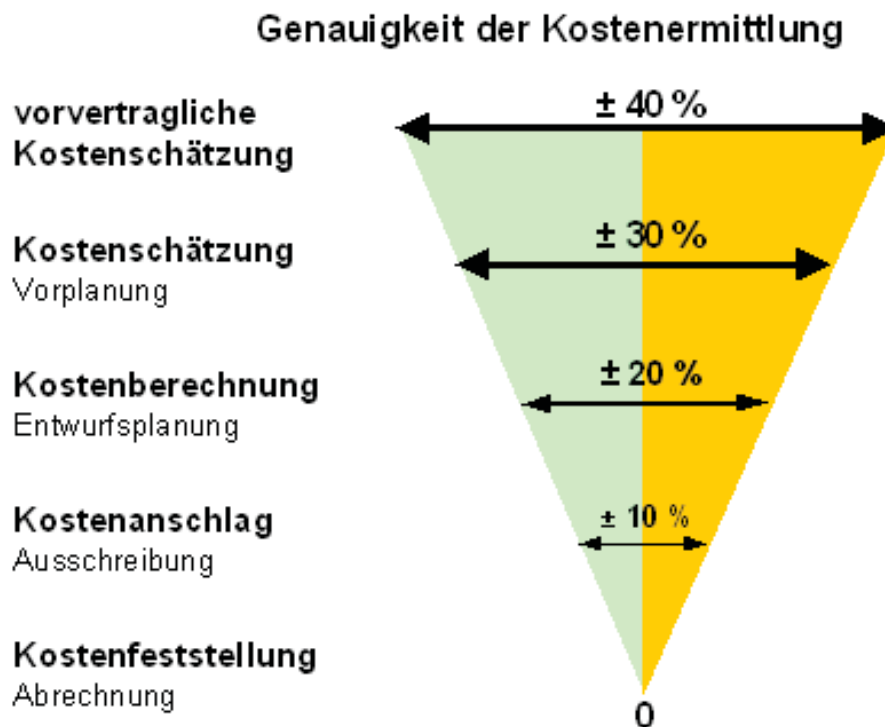 Genauigkeit der Kostenermittlung
vorvertragliche
Kostenschätzung
± 40 %
Kostenschätzung
Vorplanung
± 30 %
Kostenberechnung
Entwurfsplanung
± 20 %
Kostenanschlag
Ausschreibung
± 10 %
Kostenfeststellung
Abrechnung
0